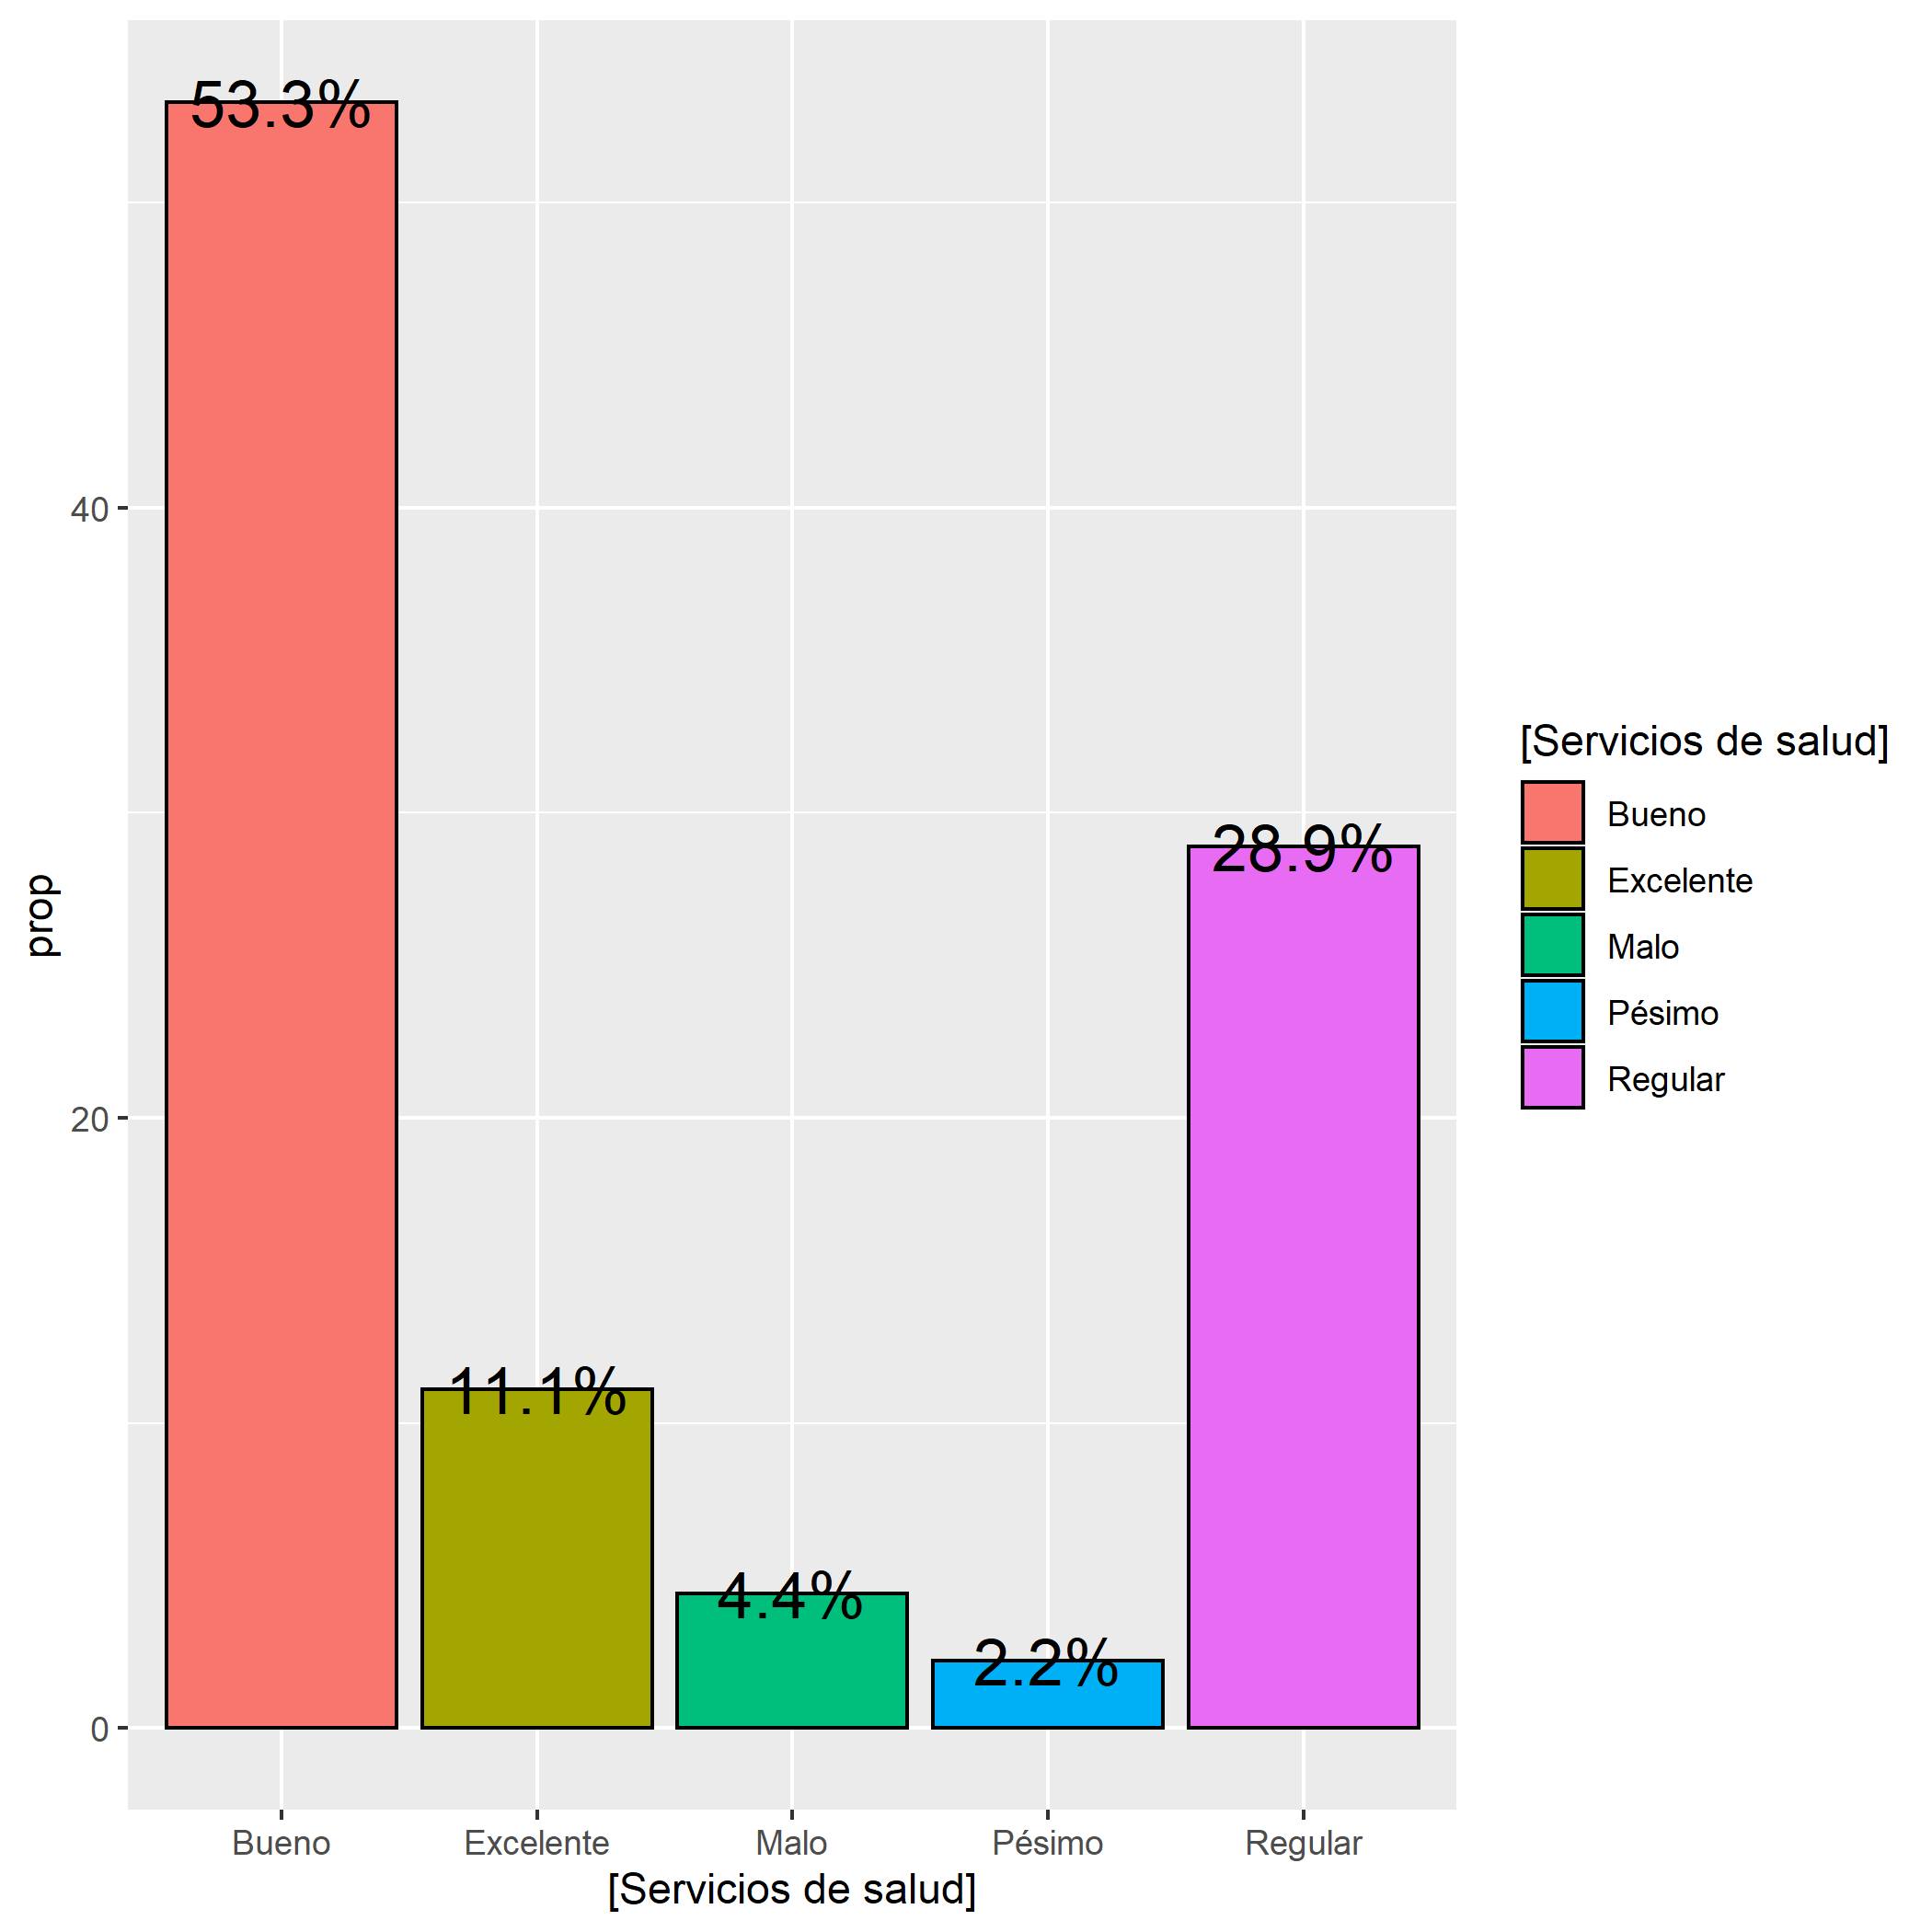 53.3%
40
[Servicios de salud]
Bueno
28.9%
Excelente
prop
Malo
Pésimo
Regular
20
11.1%
4.4%
2.2%
0
Bueno Excelente Malo Pésimo Regular
[Servicios de salud]